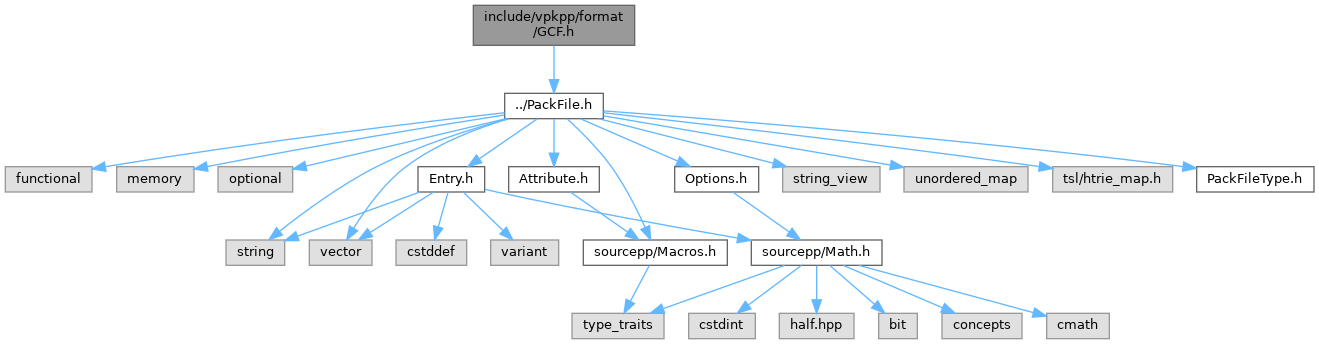 include/vpkpp/format
/GCF.h
../PackFile.h
functional
memory
optional
Entry.h
Attribute.h
Options.h
string_view
unordered_map
tsl/htrie_map.h
PackFileType.h
string
vector
cstddef
variant
sourcepp/Macros.h
sourcepp/Math.h
type_traits
cstdint
half.hpp
bit
concepts
cmath